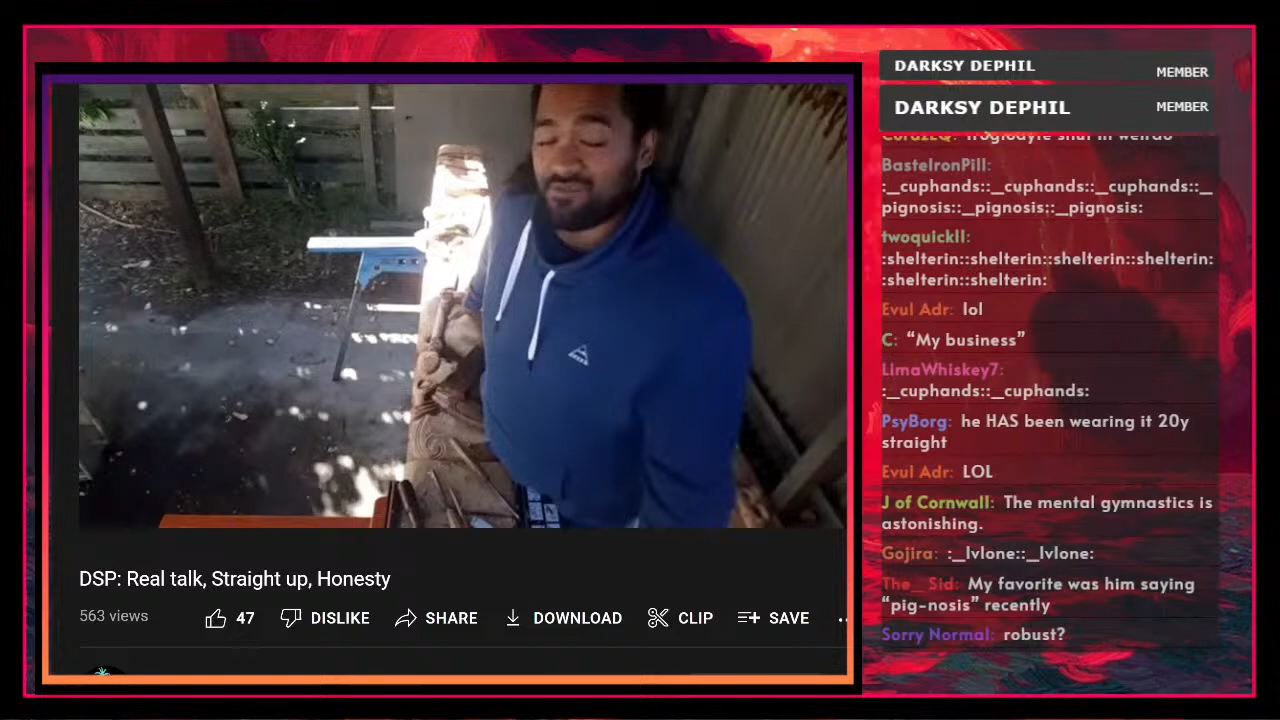 DSP: Real talk, Straight up, Honesty
563 views
47
DISLIKE
SHARE
DOWNLOAD
CLIP
SAVE
DARKSY DEPHIL
MEMBER
DARKSY DEPHIL
MEMBER
BasteIronPill:
:_cuphands::_cuphands::_cuphands::_
pignosis::_pignosis::_pignosis:
twoquickll:
:shelterin::shelterin::shelterin::shelterin:
:shelterin::shelterin:
Evul Adr: lol
C: “My business”
LimaWhiskey7:
:_cuphands::_cuphands:
PsyBorg: he HAS been wearing it 20y
straight
Evul Adr: LOL
J of Cornwall: The mental gymnastics is
astonishing.
Gojira: :_lvlone::_lvlone:
The__Sid: My favorite was him saying
“pig-nosis” recently
Sorry Normal: robust?